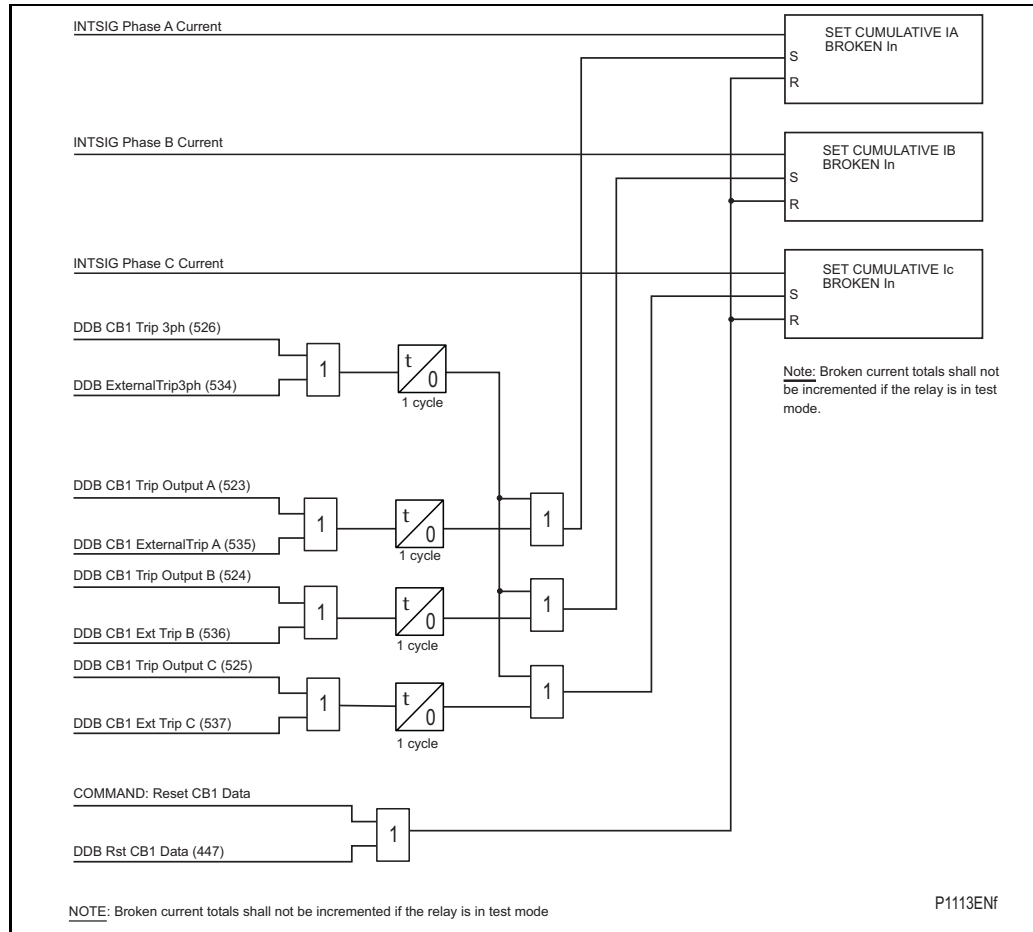 INTSIG Phase A Current
SET CUMULATIVE IA
BROKEN In
S
R
INTSIG Phase B Current
SET CUMULATIVE IB
BROKEN In
S
R
INTSIG Phase C Current
SET CUMULATIVE Ic
BROKEN In
S
R
Note: Broken current totals shall not
be incremented if the relay is in test
mode.
DDB CB1 Trip 3ph (526)
DDB ExternalTrip3ph (534)
1
t
0
1 cycle
DDB CB1 Trip Output A (523)
DDB CB1 ExternalTrip A (535)
1
t
0
1 cycle
1
DDB CB1 Trip Output B (524)
DDB CB1 Ext Trip B (536)
1
t
0
1 cycle
1
DDB CB1 Trip Output C (525)
DDB CB1 Ext Trip C (537)
1
t
0
1 cycle
1
COMMAND: Reset CB1 Data
DDB Rst CB1 Data (447)
1
NOTE: Broken current totals shall not be incremented if the relay is in test mode
P1113ENf